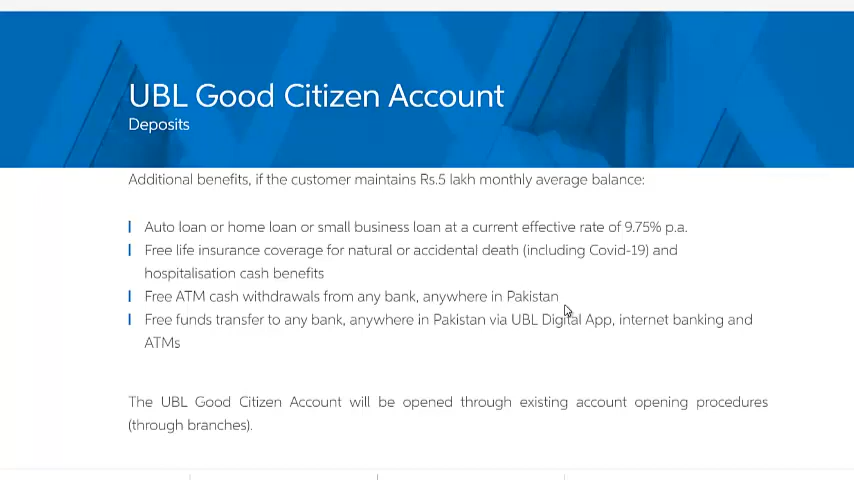 UBL Good Citizen Account
Deposits
Additional benefits, if the customer maintains Rs.5 lakh monthly average balance:
Auto loan or home loan or small business loan at a current effective rate of 9.75% p.a.
Free life insurance coverage for natural or accidental death (including Covid-19) and
hospitalisation cash benefits
Free ATM cash withdrawals from any bank, anywhere in Pakistan
Free funds transfer to any bank, anywhere in Pakistan via UBL Digital App, internet banking and
ATMs
The UBL Good Citizen Account will be opened through existing account opening procedures
(through branches).